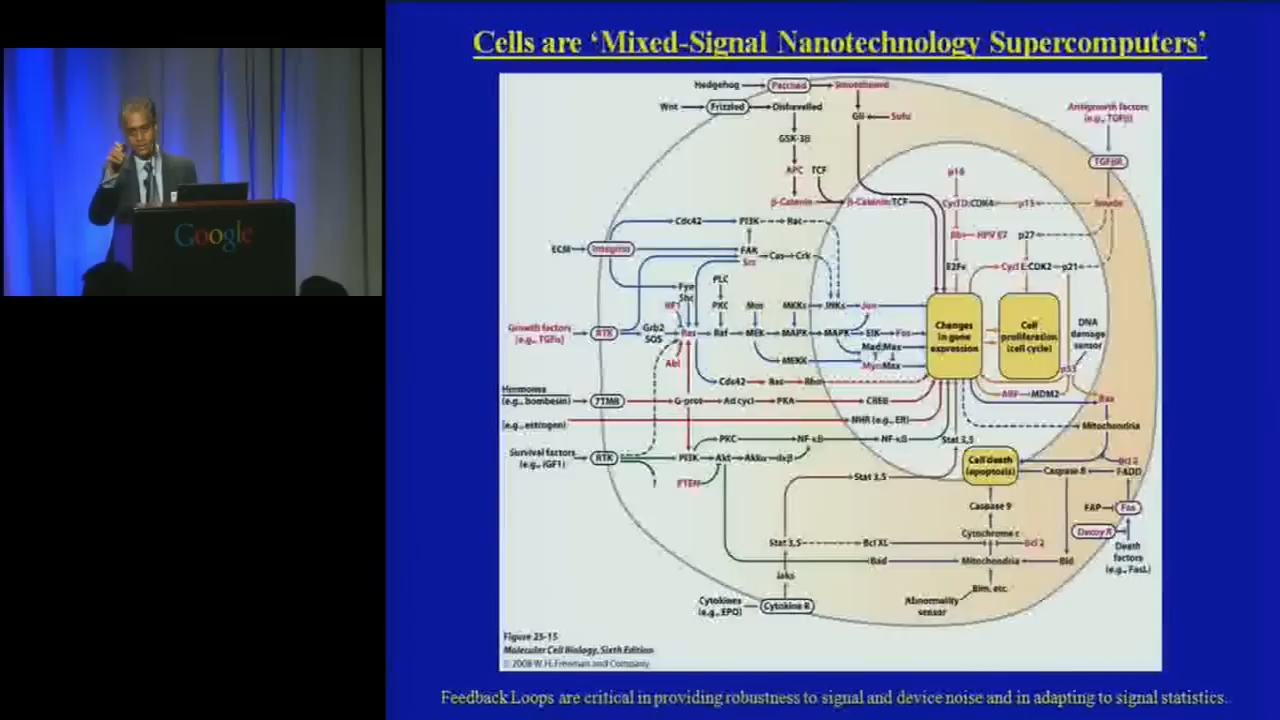 Cells are ‘Mixed-Signal Nanotechnology Supercomputers’
Google
Hedgehog
Patched
Smoothened
Wnt
Frizzled
Dishevelled
Gli
Sufu
Antigrowth factors
(e.g., TGFβ)
GSK-3β
TGFβR
APC
TCF
p16
β-Catenin
β-Catenin:TCF
CyclD:CDK4
p15
Smads
Cdc42
PI3K
Rac
Rb
HPV E7
p27
ECM
Integrins
FAK
Src
Cas
Crk
E2Fs
CyclE:CDK2
p21
PLC
Fyn
Shc
NF1
PKC
Mos
MKKs
JNKs
Jun
Growth factors
(e.g., TGFα)
RTK
Grb2
SOS
Ras
Raf
MEK
MAPK
MAPK
Elk
Fos
Changes
in gene
expression
Cell
proliferation
(cell cycle)
DNA
damage
sensor
Mad:Max
Abl
MEKK
Myc:Max
p53
Cdc42
Rac
Rho
Hormones
(e.g., bombesin)
7TMR
G-prot
Ad cycl
PKA
CREB
ARF
MDM2
Bax
(e.g., estrogen)
NHR (e.g., ER)
Mitochondria
PKC
NF-κB
NF-κB
Stat 3,5
Survival factors
(e.g., IGF1)
RTK
PI3K
Akt
Akkα
IκB
Cell death
(apoptosis)
Bcl 2
Caspase 8
FADD
PTEN
Stat 3,5
Caspase 9
FAP
Fas
Cytochrome c
Decoy R
Stat 3,5
Bcl XL
Bcl 2
Death
factors
(e.g., FasL)
Bad
Mitochondria
Bid
Jaks
Bim, etc.
Cytokines
(e.g., EPO)
Cytokine R
Abnormality
sensor
Figure 25-15
Molecular Cell Biology, Sixth Edition
© 2008 W.H. Freeman and Company
Feedback Loops are critical in providing robustness to signal and device noise and in adapting to signal statistics.